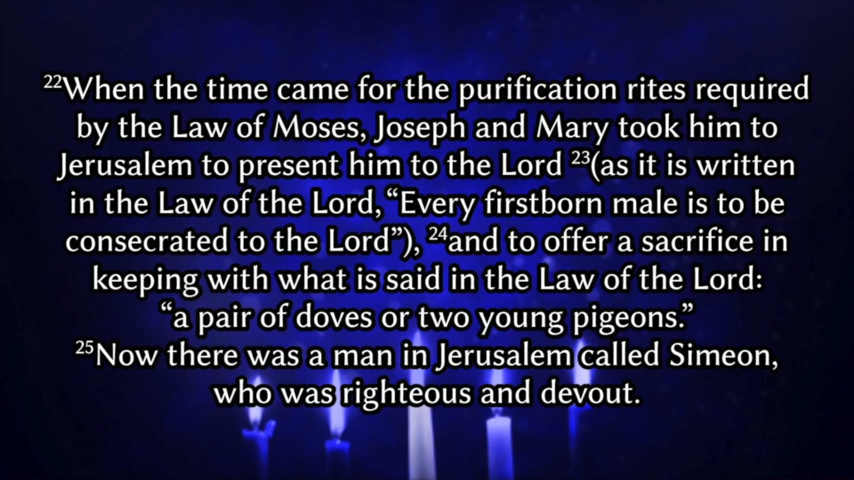 ²²When the time came for the purification rites required
by the Law of Moses, Joseph and Mary took him to
Jerusalem to present him to the Lord ²³(as it is written
in the Law of the Lord, “Every firstborn male is to be
consecrated to the Lord”), ²⁴and to offer a sacrifice in
keeping with what is said in the Law of the Lord:
“a pair of doves or two young pigeons.”
²⁵Now there was a man in Jerusalem called Simeon,
who was righteous and devout.